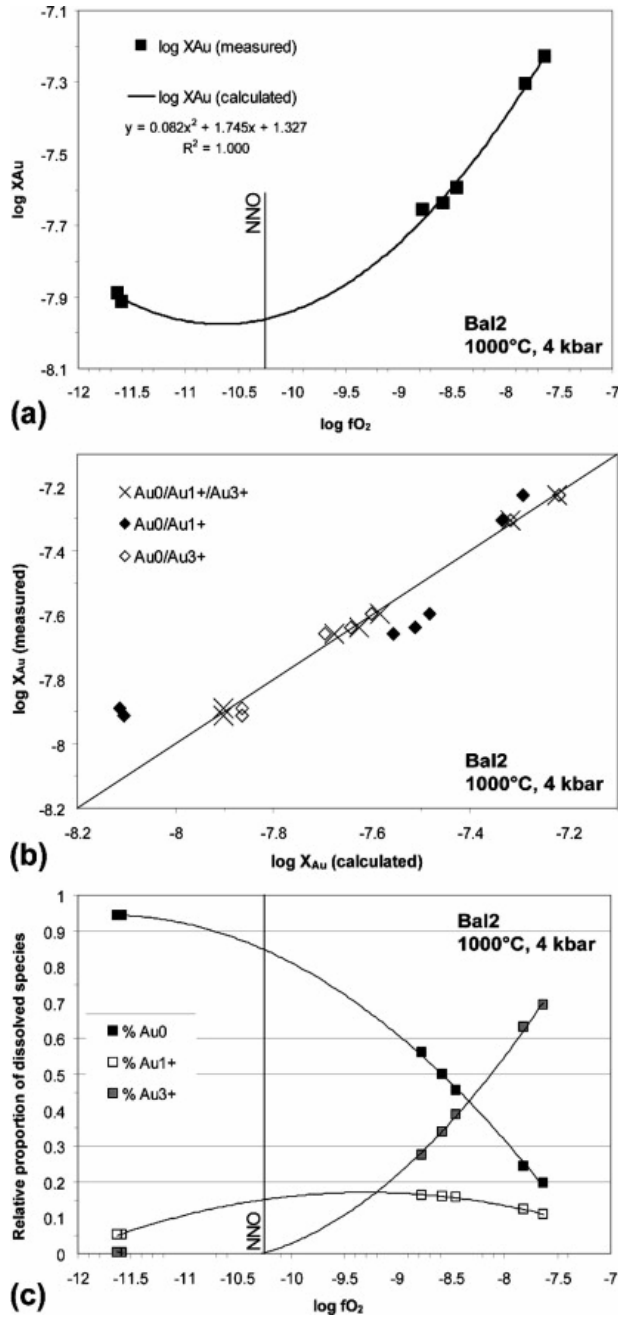 -7.1
-7.3
-7.5
-7.7
-7.9
-8.1
log XAu
log XAu (measured)
log XAu (calculated)
y = 0.082x² + 1.745x + 1.327
R² = 1.000
NNO
Bal2
1000°C, 4 kbar
-12 -11.5 -11 -10.5 -10 -9.5 -9 -8.5 -8 -7.5 -7
log fO₂
(a)
-7.2
-7.4
-7.6
-7.8
-8
-8.2
log XAu (measured)
Au0/Au1+/Au3+
Au0/Au1+
Au0/Au3+
Bal2
1000°C, 4 kbar
-8.2 -8 -7.8 -7.6 -7.4 -7.2
log XAu (calculated)
(b)
1
0.9
0.8
0.7
0.6
0.5
0.4
0.3
0.2
0.1
0
Relative proportion of dissolved species
Bal2
1000°C, 4 kbar
% Au0
% Au1+
% Au3+
NNO
-12 -11.5 -11 -10.5 -10 -9.5 -9 -8.5 -8 -7.5 -7
log fO₂
(c)